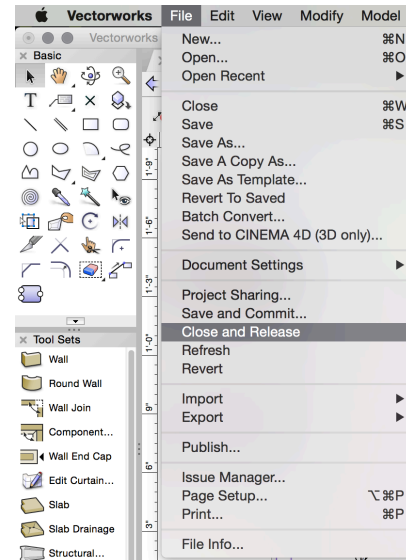 Vectorworks File Edit View Modify Model
Vectorworks
New... ⌘N
Open... ⌘O
Open Recent
Close ⌘W
Save ⌘S
Save As...
Save A Copy As...
Save As Template...
Revert To Saved
Batch Convert...
Send to CINEMA 4D (3D only)...
Document Settings
Project Sharing...
Save and Commit...
Close and Release
Refresh
Revert
Import
Export
Publish...
Issue Manager...
Page Setup... ⌥⌘P
Print... ⌘P
File Info...
Basic
T
Tool Sets
Wall
Round Wall
Wall Join
Component...
Wall End Cap
Edit Curtain...
Slab
Slab Drainage
Structural...
1'-9"
1'-6"
1'-3"
1'-0"
9"
6"
3"